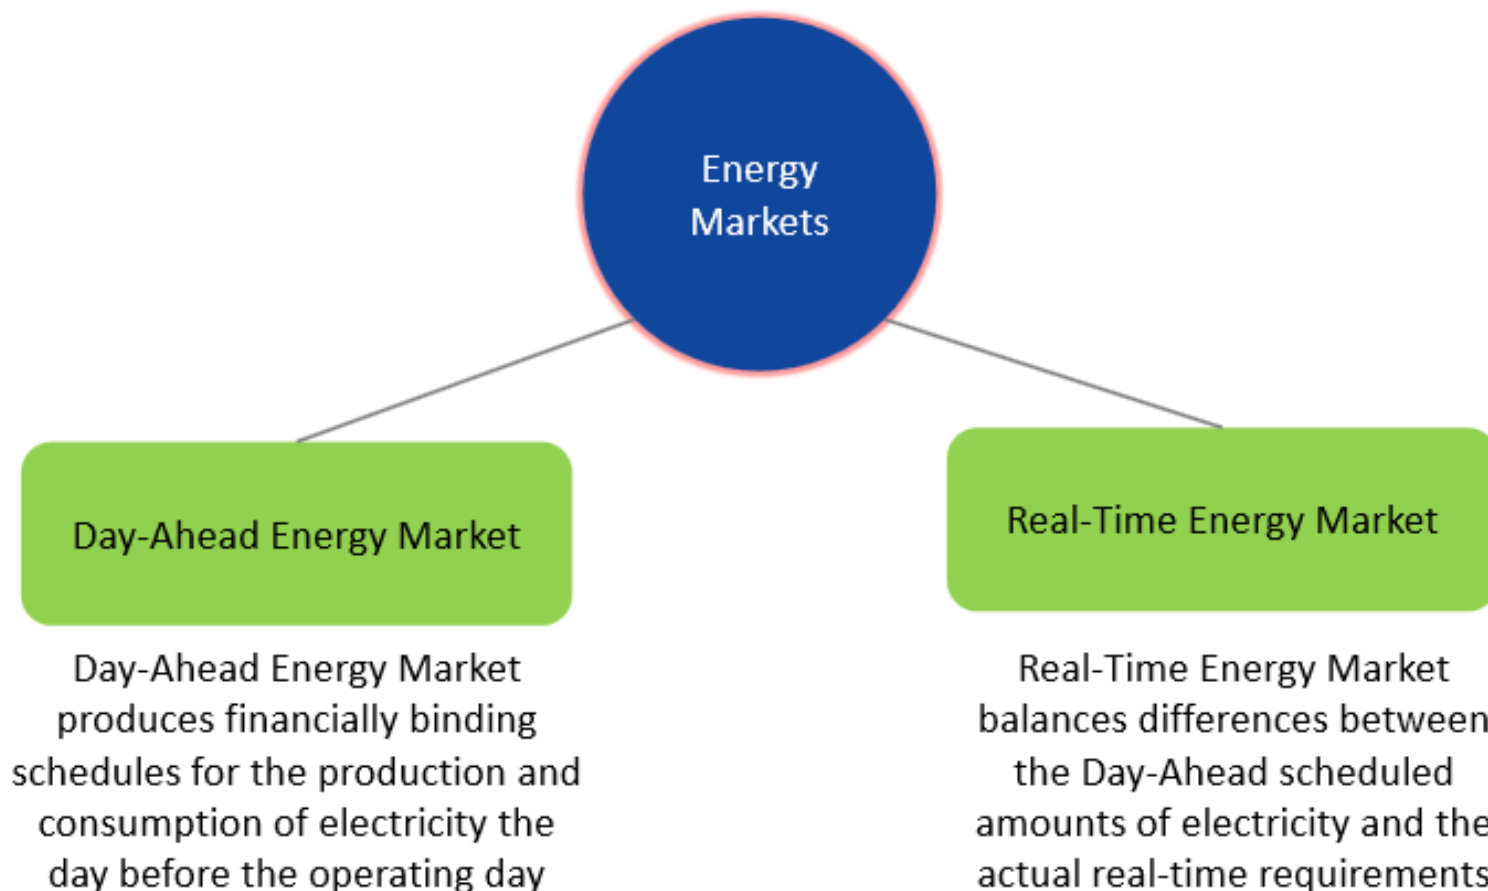 Energy
Markets
Day-Ahead Energy Market
Real-Time Energy Market
Day-Ahead Energy Market
produces financially binding
schedules for the production and
consumption of electricity the
day before the operating day
Real-Time Energy Market
balances differences between
the Day-Ahead scheduled
amounts of electricity and the
actual real-time requirements